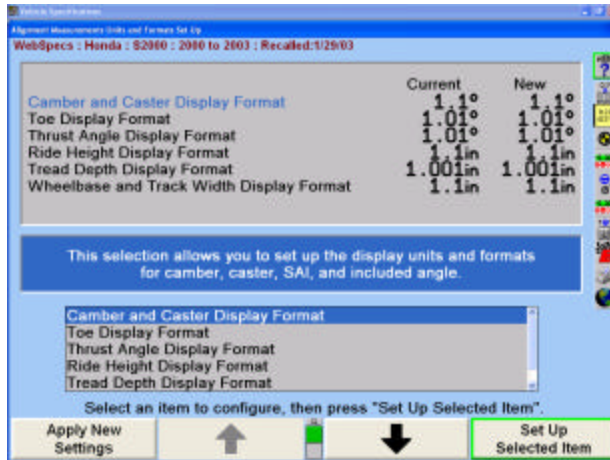 Vehicle Specifications
Alignment Measurements Units and Formats Set Up
WebSpecs : Honda : S2000 : 2000 to 2003 : Recalled:1/29/03
Current New
Camber and Caster Display Format 1.1° 1.1°
Toe Display Format 1.01° 1.01°
Thrust Angle Display Format 1.01° 1.01°
Ride Height Display Format 1.1in 1.1in
Tread Depth Display Format 1.001in 1.001in
Wheelbase and Track Width Display Format 1.1in 1.1in
This selection allows you to set up the display units and formats
for camber, caster, SAI, and included angle.
Camber and Caster Display Format
Toe Display Format
Thrust Angle Display Format
Ride Height Display Format
Tread Depth Display Format
Select an item to configure, then press "Set Up Selected Item".
Apply New
Settings
Set Up
Selected Item